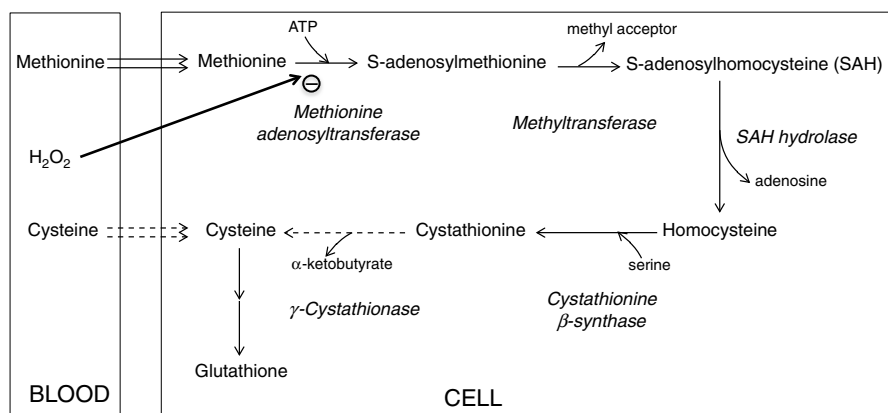 ATP
methyl acceptor
Methionine
Methionine
S-adenosylmethionine
S-adenosylhomocysteine (SAH)
Methionine
adenosyltransferase
Methyltransferase
SAH hydrolase
H₂O₂
adenosine
Cysteine
Cysteine
Cystathionine
Homocysteine
α-ketobutyrate
serine
γ-Cystathionase
Cystathionine
β-synthase
Glutathione
BLOOD
CELL